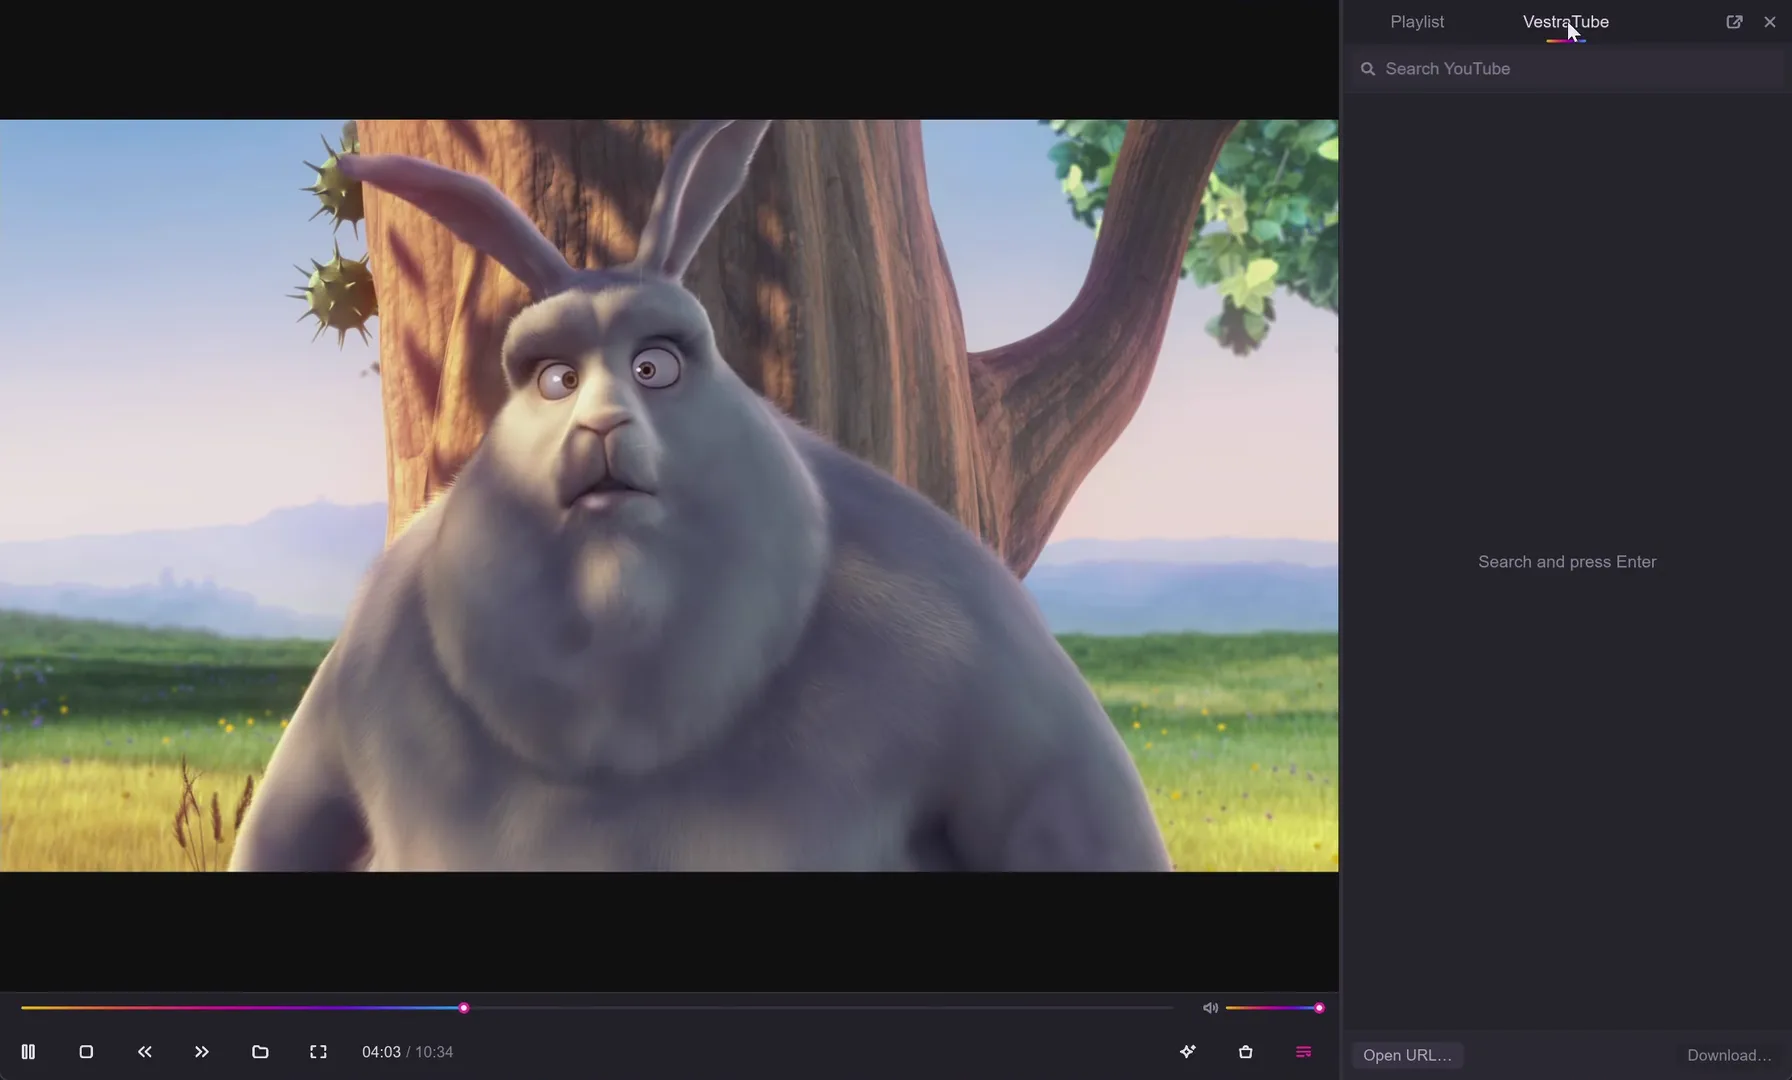 Playlist
VestraTube
Search YouTube
Search and press Enter
04:03 / 10:34
Open URL...
Download...